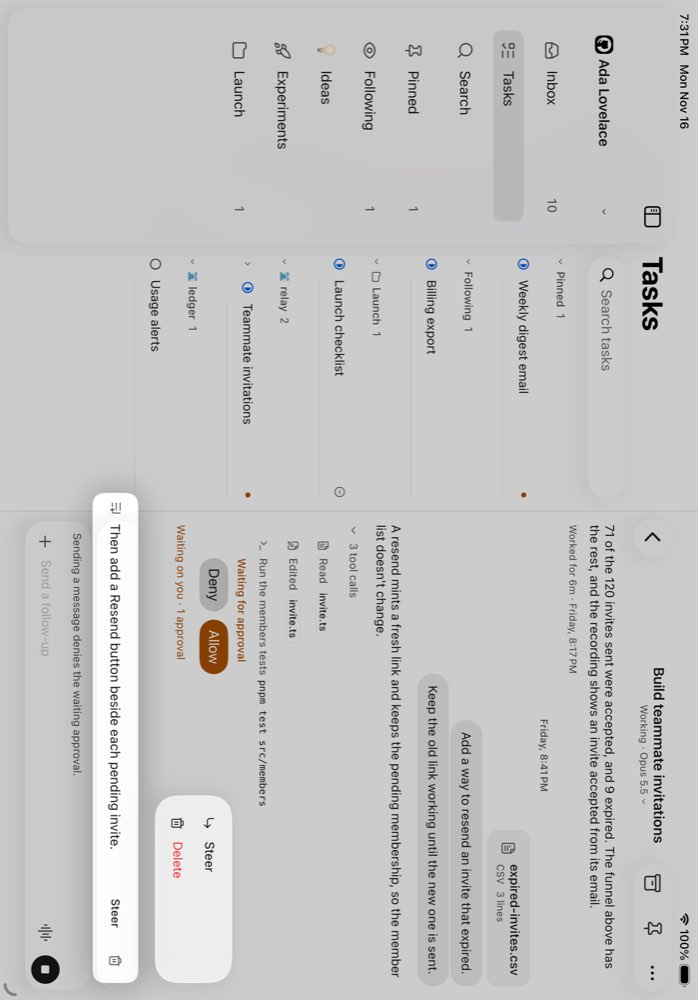 7:31 PM Mon Nov 16
100%
Ada Lovelace
Inbox 10
Tasks
Search
Pinned 1
Following 1
Ideas
Experiments
Launch 1
Tasks
Search tasks
Pinned 1
Weekly digest email
Following 1
Billing export
Launch 1
Launch checklist
relay 2
Teammate invitations
ledger 1
Usage alerts
Build teammate invitations
Working · Opus 5.5
71 of the 120 invites sent were accepted, and 9 expired. The funnel above has
the rest, and the recording shows an invite accepted from its email.
Worked for 6m · Friday, 8:17 PM
Friday, 8:41 PM
expired-invites.csv
CSV 3 lines
Add a way to resend an invite that expired.
Keep the old link working until the new one is sent.
A resend mints a fresh link and keeps the pending membership, so the member
list doesn't change.
3 tool calls
Read invite.ts
Edited invite.ts
Run the members tests pnpm test src/members
Waiting for approval
Deny Allow
Waiting on you · 1 approval
Steer
Delete
Then add a Resend button beside each pending invite. Steer
Sending a message denies the waiting approval.
Send a follow-up